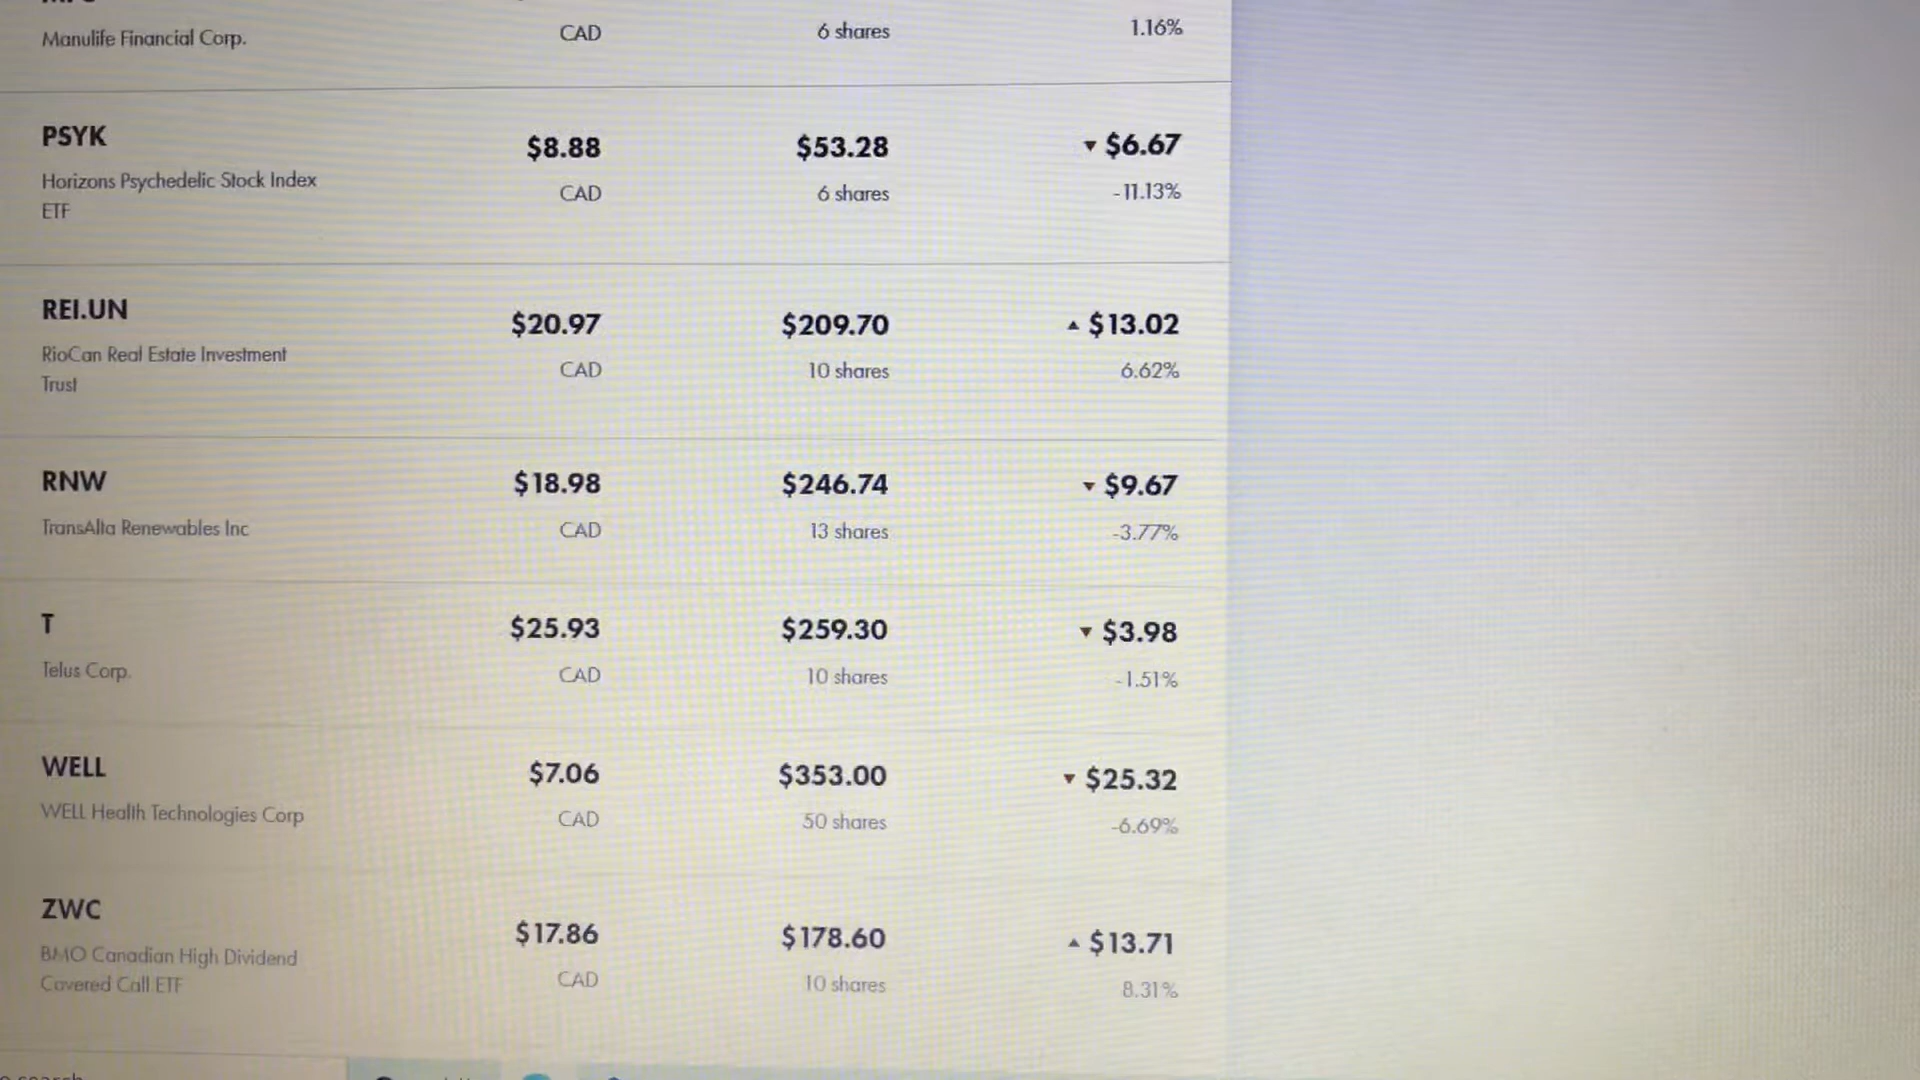 Manulife Financial Corp.
CAD
6 shares
1.16%
PSYK
$8.88
$53.28
▼ $6.67
Horizons Psychedelic Stock Index
ETF
CAD
6 shares
-11.13%
REI.UN
$20.97
$209.70
▲ $13.02
RioCan Real Estate Investment
Trust
CAD
10 shares
6.62%
RNW
$18.98
$246.74
▼ $9.67
TransAlta Renewables Inc
CAD
13 shares
-3.77%
T
$25.93
$259.30
▼ $3.98
Telus Corp.
CAD
10 shares
-1.51%
WELL
$7.06
$353.00
▼ $25.32
WELL Health Technologies Corp
CAD
50 shares
-6.69%
ZWC
$17.86
$178.60
▲ $13.71
BMO Canadian High Dividend
Covered Call ETF
CAD
10 shares
8.31%